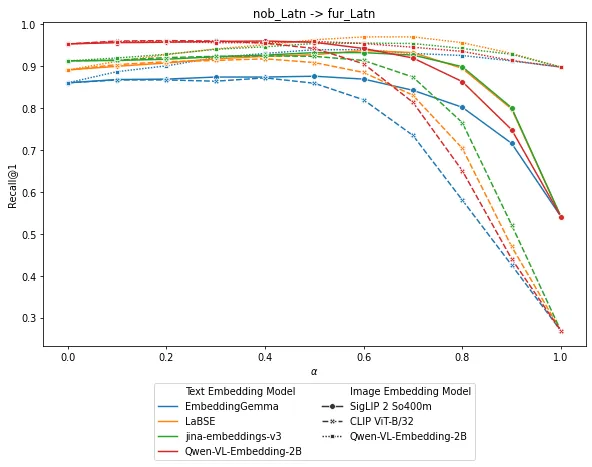 nob_Latn -> fur_Latn
1.0
0.9
0.8
0.7
0.6
0.5
0.4
0.3
Recall@1
0.0 0.2 0.4 0.6 0.8 1.0
α
Text Embedding Model Image Embedding Model
EmbeddingGemma SigLIP 2 So400m
LaBSE CLIP ViT-B/32
jina-embeddings-v3 Qwen-VL-Embedding-2B
Qwen-VL-Embedding-2B